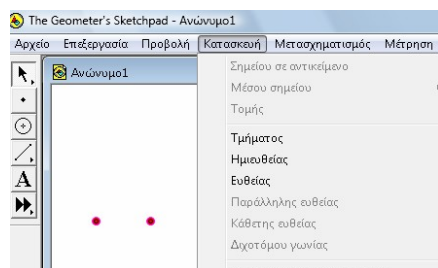 The Geometer's Sketchpad - Ανώνυμο1
Αρχείο Επεξεργασία Προβολή Κατασκευή Μετασχηματισμός Μέτρηση
Ανώνυμο1
Σημείου σε αντικείμενο
Μέσου σημείου
Τομής
Τμήματος
Ημιευθείας
Ευθείας
Παράλληλης ευθείας
Κάθετης ευθείας
Διχοτόμου γωνίας
A